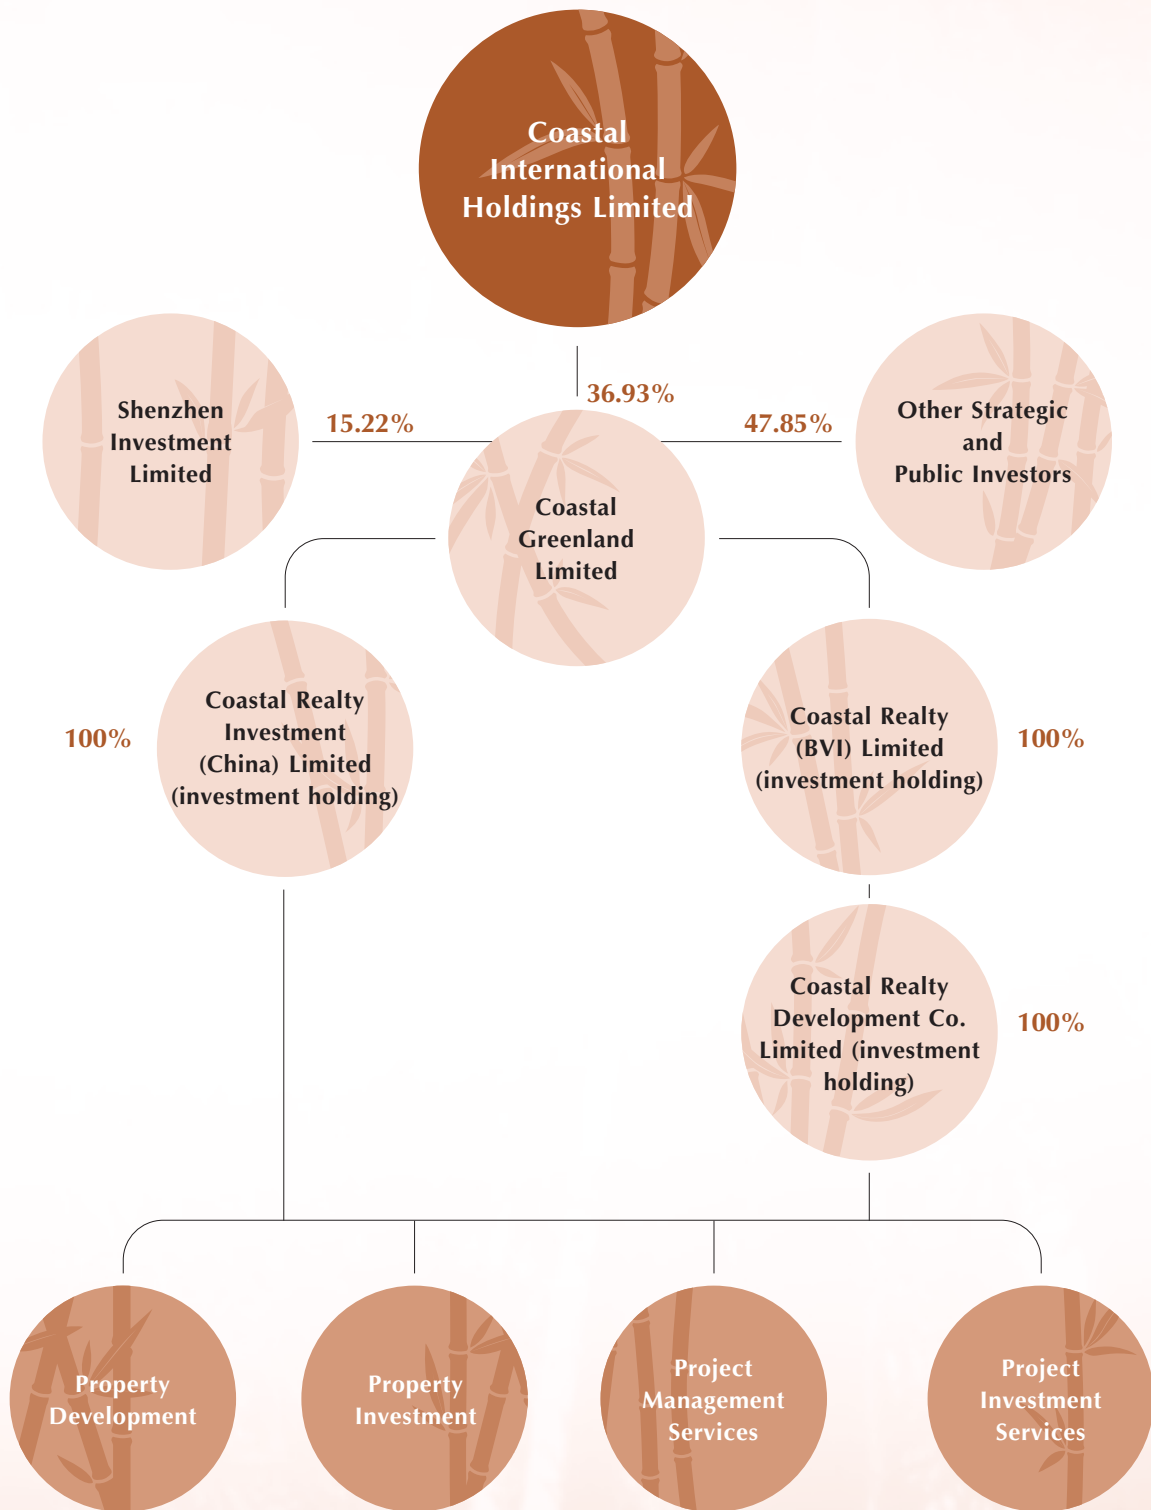 Coastal
International
Holdings Limited
36.93%
15.22%
47.85%
Shenzhen
Investment
Limited
Other Strategic
and
Public Investors
Coastal
Greenland
Limited
100%
Coastal Realty
Investment
(China) Limited
(investment holding)
Coastal Realty
(BVI) Limited
(investment holding)
100%
Coastal Realty
Development Co.
Limited (investment
holding)
100%
Property
Development
Property
Investment
Project
Management
Services
Project
Investment
Services